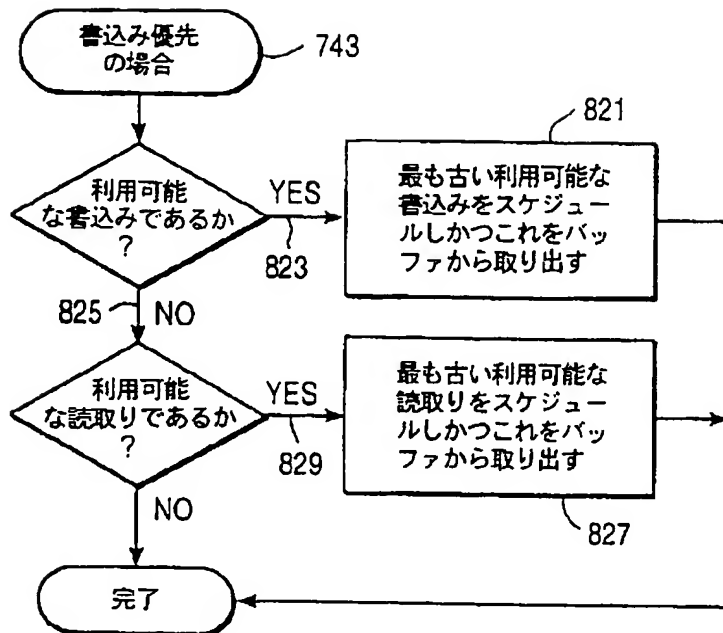 書込み優先
の場合
743
利用可能
な書込みであるか
?
YES
823
821
最も古い利用可能な
書込みをスケジュー
ルしかつこれをバッ
ファから取り出す
825
NO
利用可能
な読取りであるか
?
YES
829
最も古い利用可能な
読取りをスケジュー
ルしかつこれをバッ
ファから取り出す
827
NO
完了